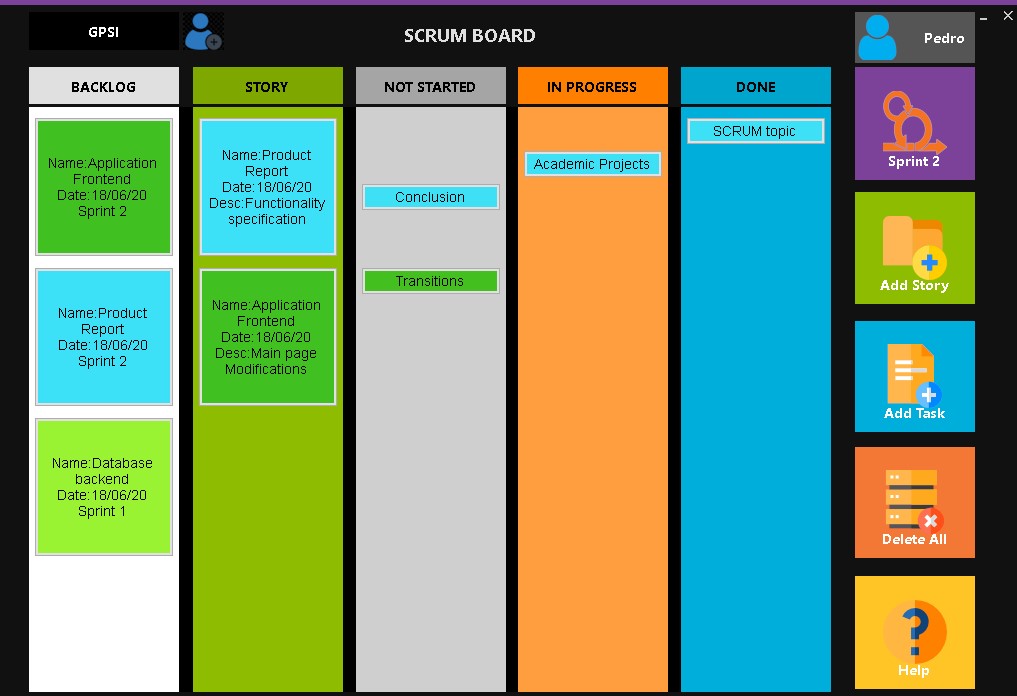 GPSI
SCRUM BOARD
Pedro
BACKLOG
STORY
NOT STARTED
IN PROGRESS
DONE
Name:Application
Frontend
Date:18/06/20
Sprint 2
Name:Product
Report
Date:18/06/20
Sprint 2
Name:Database
backend
Date:18/06/20
Sprint 1
Name:Product
Report
Date:18/06/20
Desc:Functionality
specification
Name:Application
Frontend
Date:18/06/20
Desc:Main page
Modifications
Conclusion
Transitions
Academic Projects
SCRUM topic
Sprint 2
Add Story
Add Task
Delete All
Help